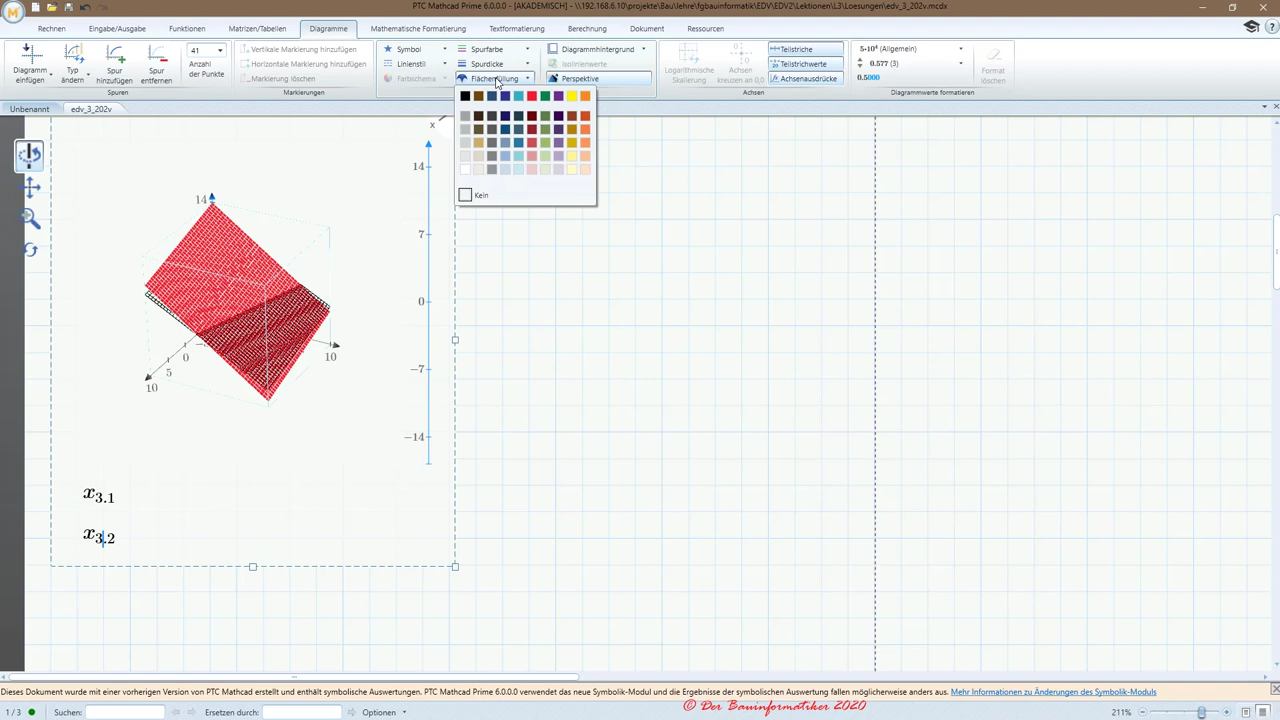 PTC Mathcad Prime 6.0.0.0 - [AKADEMISCH] - \\192.168.6.10\projekte\Bau\lehre\fgbauinformatik\EDV\EDV2\Lektionen\L3\Loesungen\edv_3_202v.mcdx
Rechnen Eingabe/Ausgabe Funktionen Matrizen/Tabellen Diagramme Mathematische Formatierung Textformatierung Berechnung Dokument Ressourcen
Diagramm einfügen
Typ ändern
Spur hinzufügen
Spur entfernen
41
Anzahl der Punkte
Spuren
Vertikale Markierung hinzufügen
Horizontale Markierung hinzufügen
Markierung löschen
Markierungen
Symbol
Linienstil
Farbschema
Spurfarbe
Spurdicke
Flächenfüllung
Diagrammhintergrund
Isolinienwerte
Perspektive
Logarithmische Skalierung
Achsen kreuzen an 0,0
Teilstriche
Teilstrichwerte
Achsenausdrücke
Achsen
5·10⁴ (Allgemein)
0.577 (3)
0.5000
Diagrammwerte formatieren
Format löschen
Unbenannt edv_3_202v
Kein
x
14
7
0
−7
−14
14
0
5
10
10
x3.1
x3.2
Dieses Dokument wurde mit einer vorherigen Version von PTC Mathcad erstellt und enthält symbolische Auswertungen. PTC Mathcad Prime 6.0.0.0 verwendet das neue Symbolik-Modul und die Ergebnisse der symbolischen Auswertung fallen möglicherweise anders aus. Mehr Informationen zu Änderungen des Symbolik-Moduls
1 / 3 Suchen: Ersetzen durch: Optionen 211%
© Der Bauinformatiker 2020